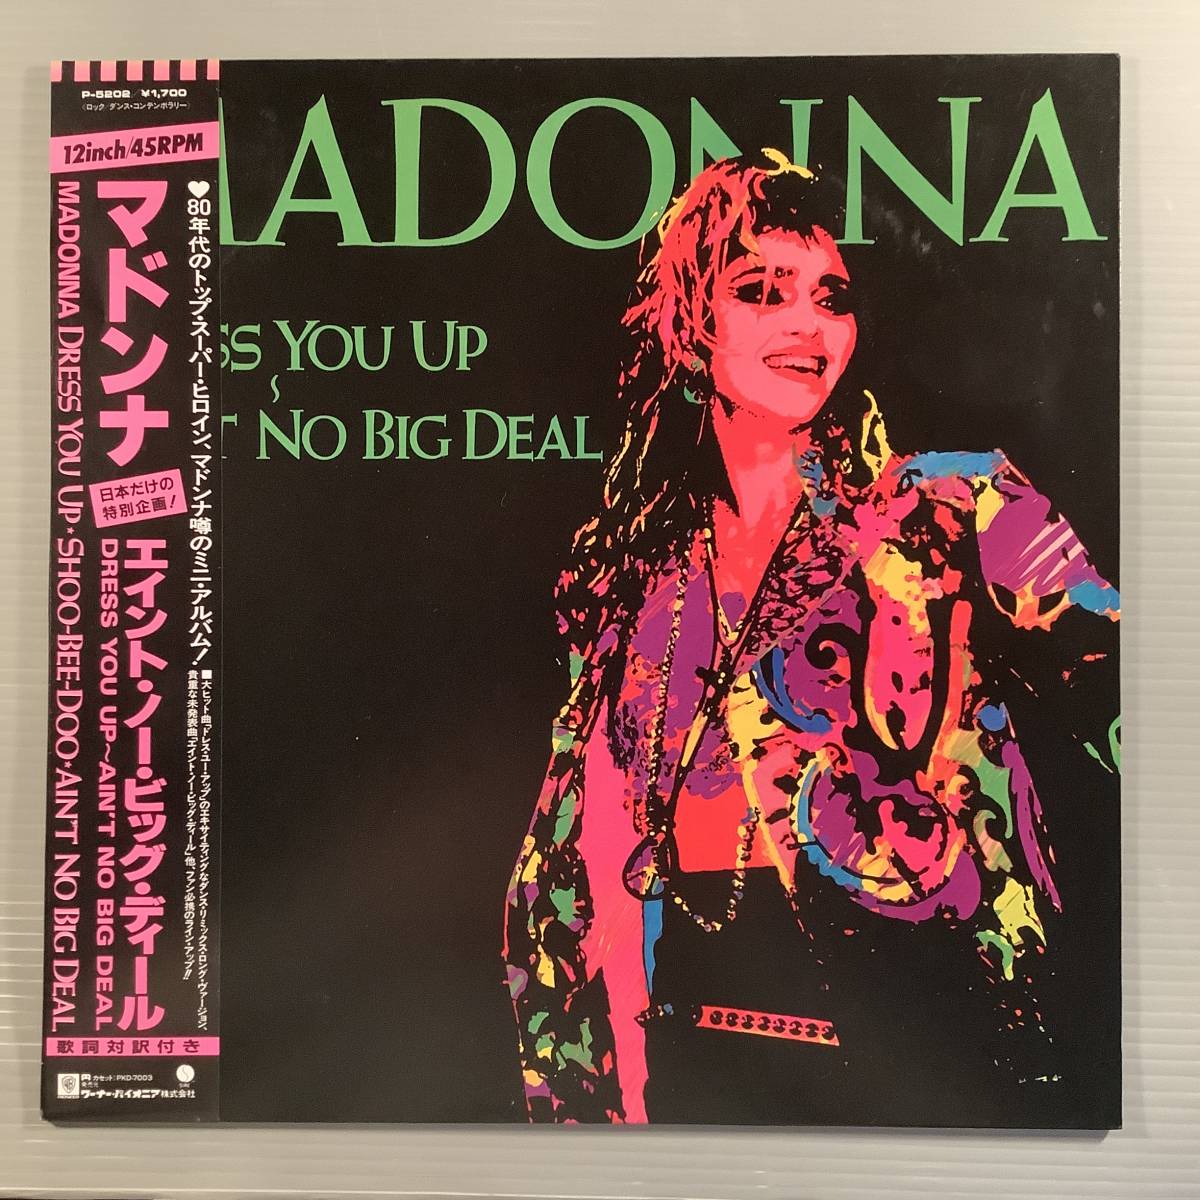 P-5202/¥1,700
(ロック/ダンス・コンテンポラリー)
12inch/45RPM
マドンナ
日本だけの
特別企画!
エイント・ノー・ビッグ・ディール
DRESS YOU UP~AIN'T NO BIG DEAL
MADONNA DRESS YOU UP★SHOO-BEE-DOO★AIN'T NO BIG DEAL
♥80年代のトップ・スーパー・ヒロイン、マドンナ噂のミニ・アルバム!
■大ヒット曲「ドレス・ユー・アップ」のエキサイティングなダンス・リミックス・ロング・ヴァージョン、
貴重な未発表曲「エイント・ノー・ビッグ・ディール」他、ファン必携のライン・アップ!!
歌詞対訳付き
カセット:PKD-7003
発売元
ワーナー・パイオニア株式会社
PIONEER
SIRE
MADONNA
SS YOU UP
~
T NO BIG DEAL